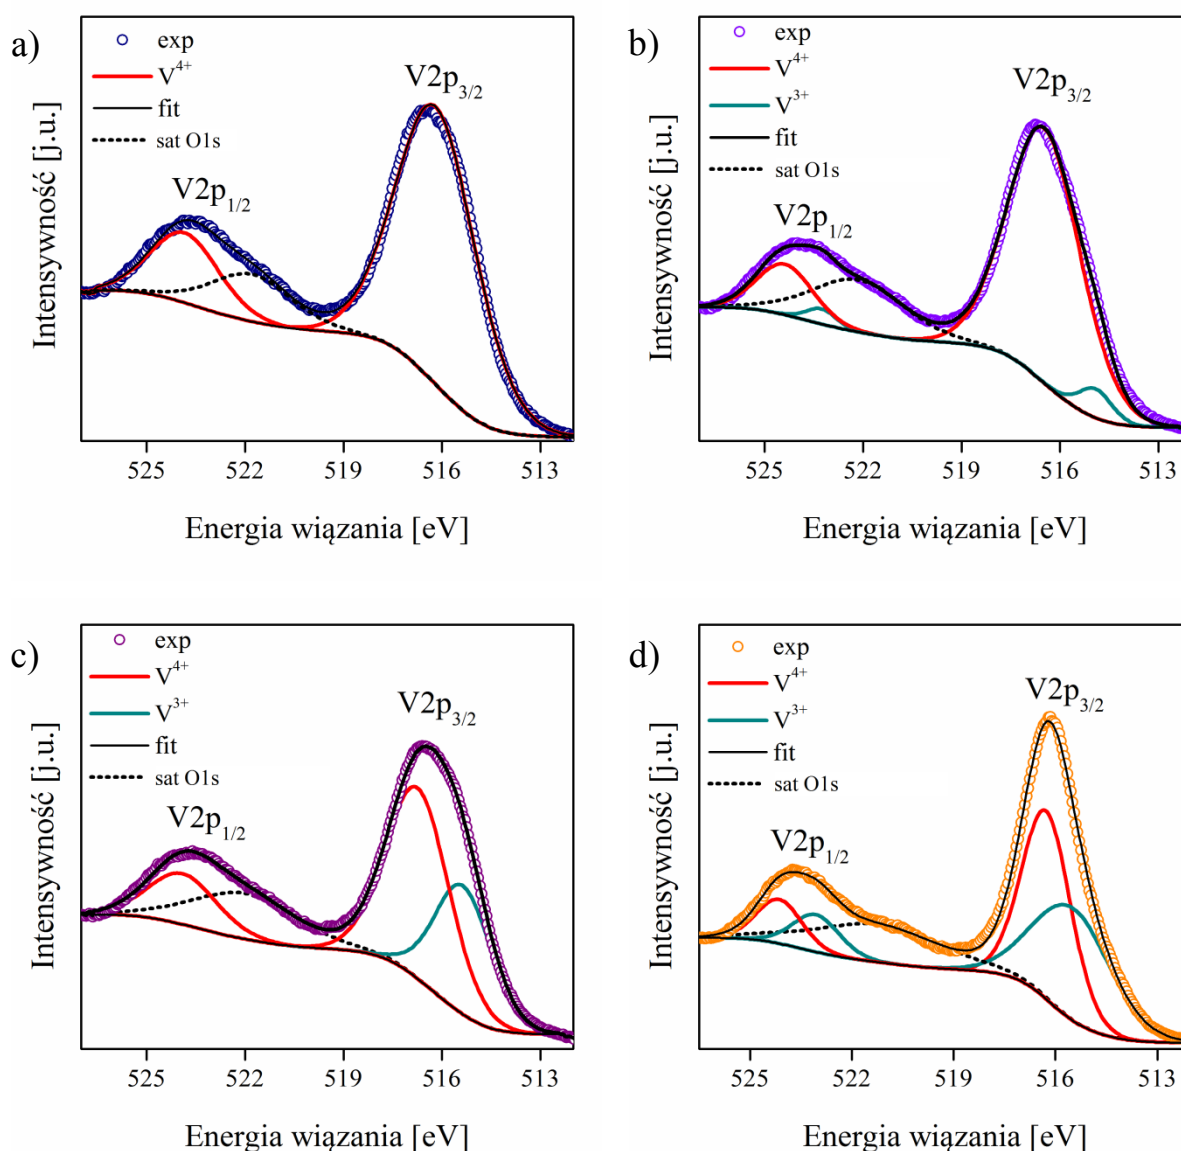 a)
exp
V4+
fit
sat O1s
V2p3/2
V2p1/2
Intensywność [j.u.]
525 522 519 516 513
Energia wiązania [eV]
b)
exp
V4+
V3+
fit
sat O1s
V2p3/2
V2p1/2
Intensywność [j.u.]
525 522 519 516 513
Energia wiązania [eV]
c)
exp
V4+
V3+
fit
sat O1s
V2p3/2
V2p1/2
Intensywność [j.u.]
525 522 519 516 513
Energia wiązania [eV]
d)
exp
V4+
V3+
fit
sat O1s
V2p3/2
V2p1/2
Intensywność [j.u.]
525 522 519 516 513
Energia wiązania [eV]